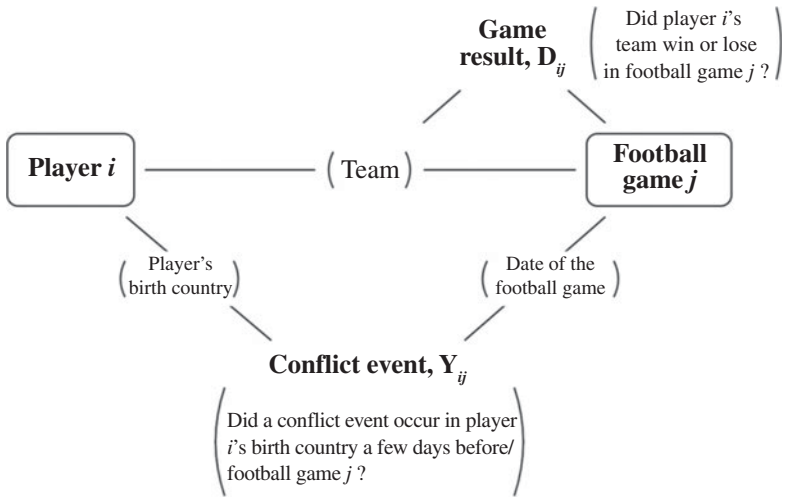 Game
result, D_ij
Did player i's
team win or lose
in football game j ?
Player i
(Team)
Football
game j
Player's
birth country
Date of the
football game
Conflict event, Y_ij
Did a conflict event occur in player
i's birth country a few days before/
football game j ?